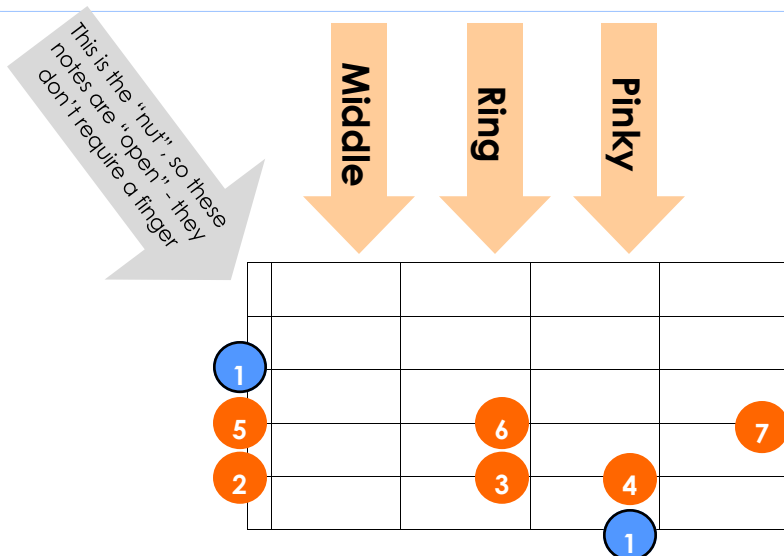 This is the "nut", so these
notes are "open" - they
don't require a finger
Middle
Ring
Pinky
1
5
6
7
2
3
4
1